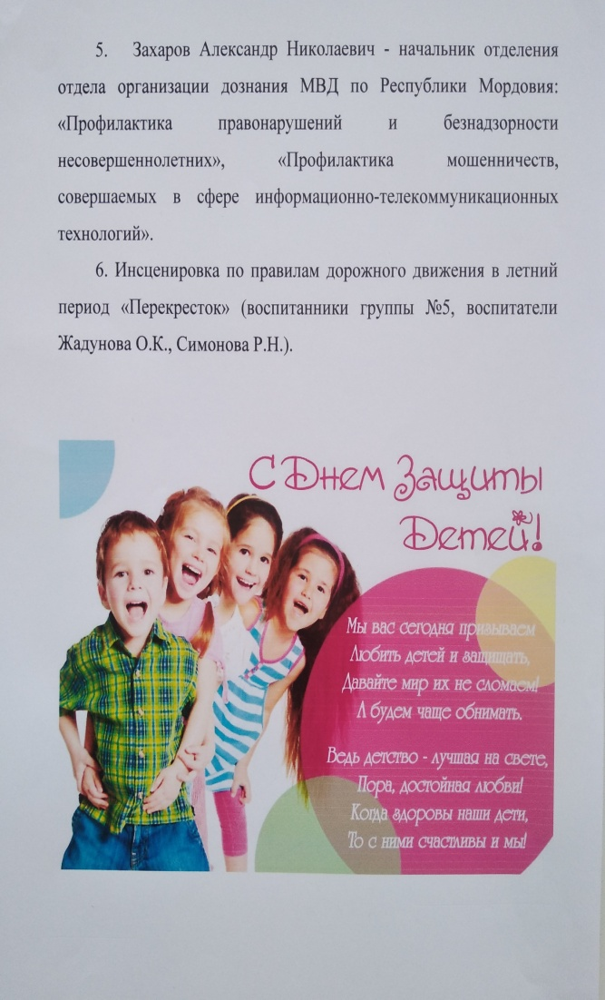 5. Захаров Александр Николаевич - начальник отделения
отдела организации дознания МВД по Республики Мордовия:
«Профилактика правонарушений и безнадзорности
несовершеннолетних», «Профилактика мошенничеств,
совершаемых в сфере информационно-телекоммуникационных
технологий».
6. Инсценировка по правилам дорожного движения в летний
период «Перекресток» (воспитанники группы №5, воспитатели
Жадунова О.К., Симонова Р.Н.).
С Днем Защиты
Детей!
Мы вас сегодня призываем
Любить детей и защищать,
Давайте мир их не сломаем!
А будем чаще обнимать.
Ведь детство - лучшая на свете,
Пора, достойная любви!
Когда здоровы наши дети,
То с ними счастливы и мы!